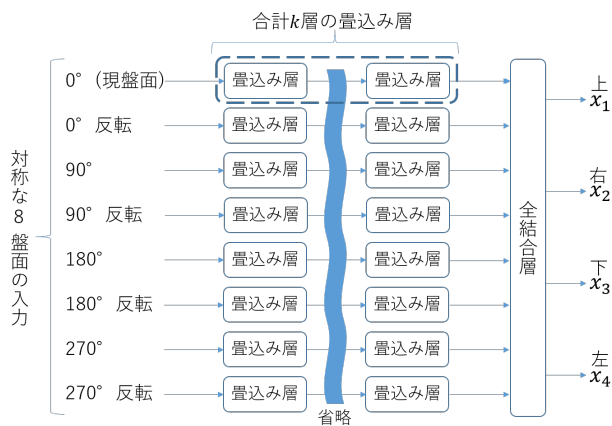 合計k層の畳込み層
0°（現盤面） 畳込み層 畳込み層
0° 反転 畳込み層 畳込み層
90° 畳込み層 畳込み層
90° 反転 畳込み層 畳込み層
180° 畳込み層 畳込み層
180° 反転 畳込み層 畳込み層
270° 畳込み層 畳込み層
270° 反転 畳込み層 畳込み層
対称な8盤面の入力
省略
全結合層
上
x₁
右
x₂
下
x₃
左
x₄